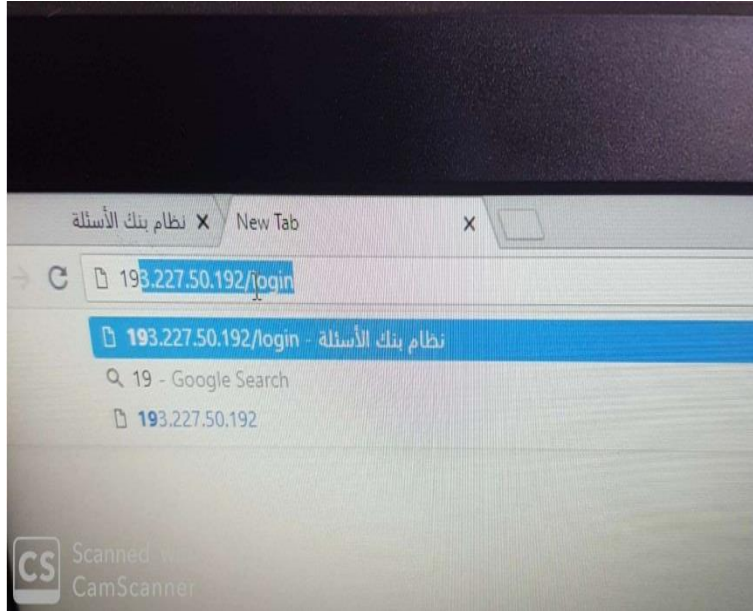 نظام بنك الأسئلة
New Tab
193.227.50.192/login
193.227.50.192/login - نظام بنك الأسئلة
19 - Google Search
193.227.50.192
CS
Scanned
CamScanner